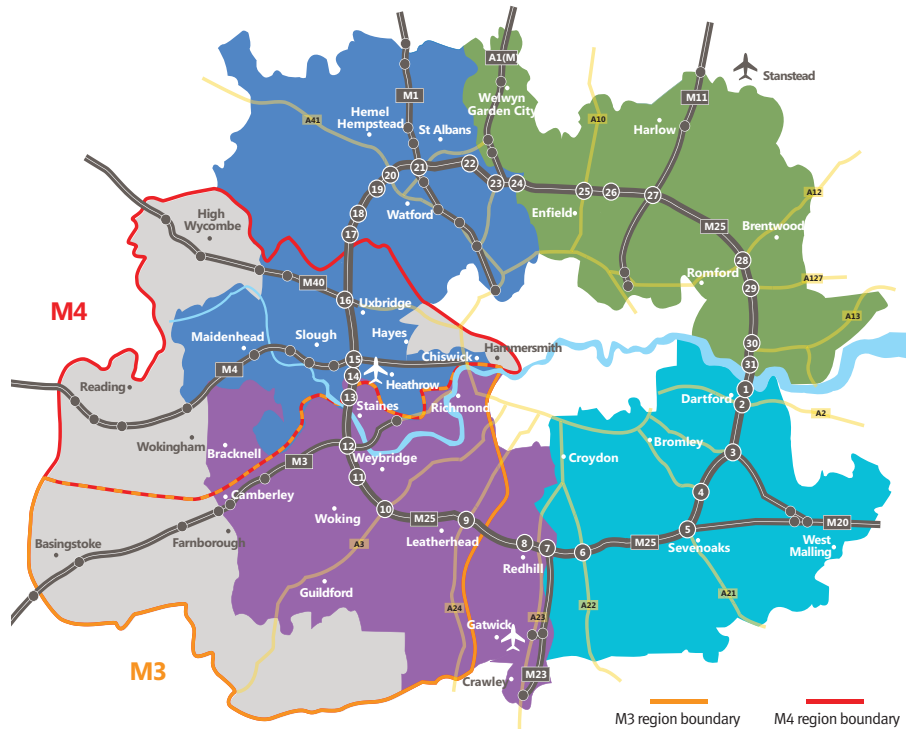 A1(M)
M1
Welwyn
Garden City
Stanstead
M11
Hemel
Hempstead
A41
St Albans
A10
Harlow
22
21
20
19
23
24
25
26
27
A12
18
Watford
Enfield
High
Wycombe
17
M25
Brentwood
28
Romford
A127
M40
29
16
Uxbridge
M4
A13
Maidenhead
Slough
Hayes
30
Chiswick
Hammersmith
15
31
M4
14
Heathrow
Reading
13
Staines
Richmond
Dartford
1
2
A2
Wokingham
Bracknell
12
Bromley
M3
Weybridge
Croydon
3
11
Camberley
4
Woking
10
M25
9
Basingstoke
Farnborough
A3
Leatherhead
8
7
6
M25
5
Sevenoaks
M20
West
Malling
Redhill
Guildford
A21
A24
A23
A22
Gatwick
M3
Crawley
M23
M3 region boundary
M4 region boundary